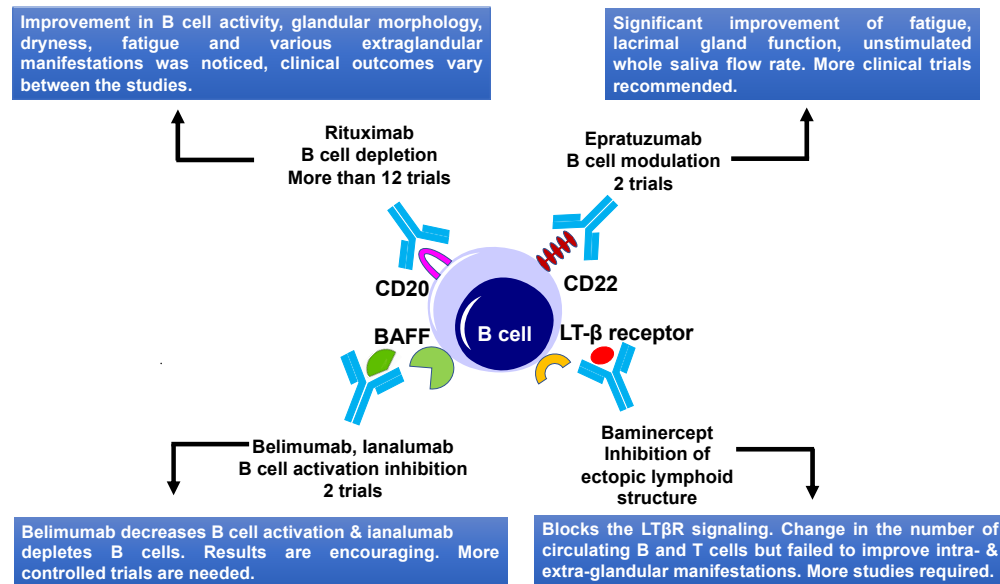 Improvement in B cell activity, glandular morphology,
dryness, fatigue and various extraglandular
manifestations was noticed, clinical outcomes vary
between the studies.
Significant improvement of fatigue,
lacrimal gland function, unstimulated
whole saliva flow rate. More clinical trials
recommended.
Rituximab
B cell depletion
More than 12 trials
Epratuzumab
B cell modulation
2 trials
CD20
CD22
B cell
BAFF
LT-β receptor
Belimumab, Ianalumab
B cell activation inhibition
2 trials
Baminercept
Inhibition of
ectopic lymphoid
structure
Belimumab decreases B cell activation & ianalumab
depletes B cells. Results are encouraging. More
controlled trials are needed.
Blocks the LTβR signaling. Change in the number of
circulating B and T cells but failed to improve intra- &
extra-glandular manifestations. More studies required.